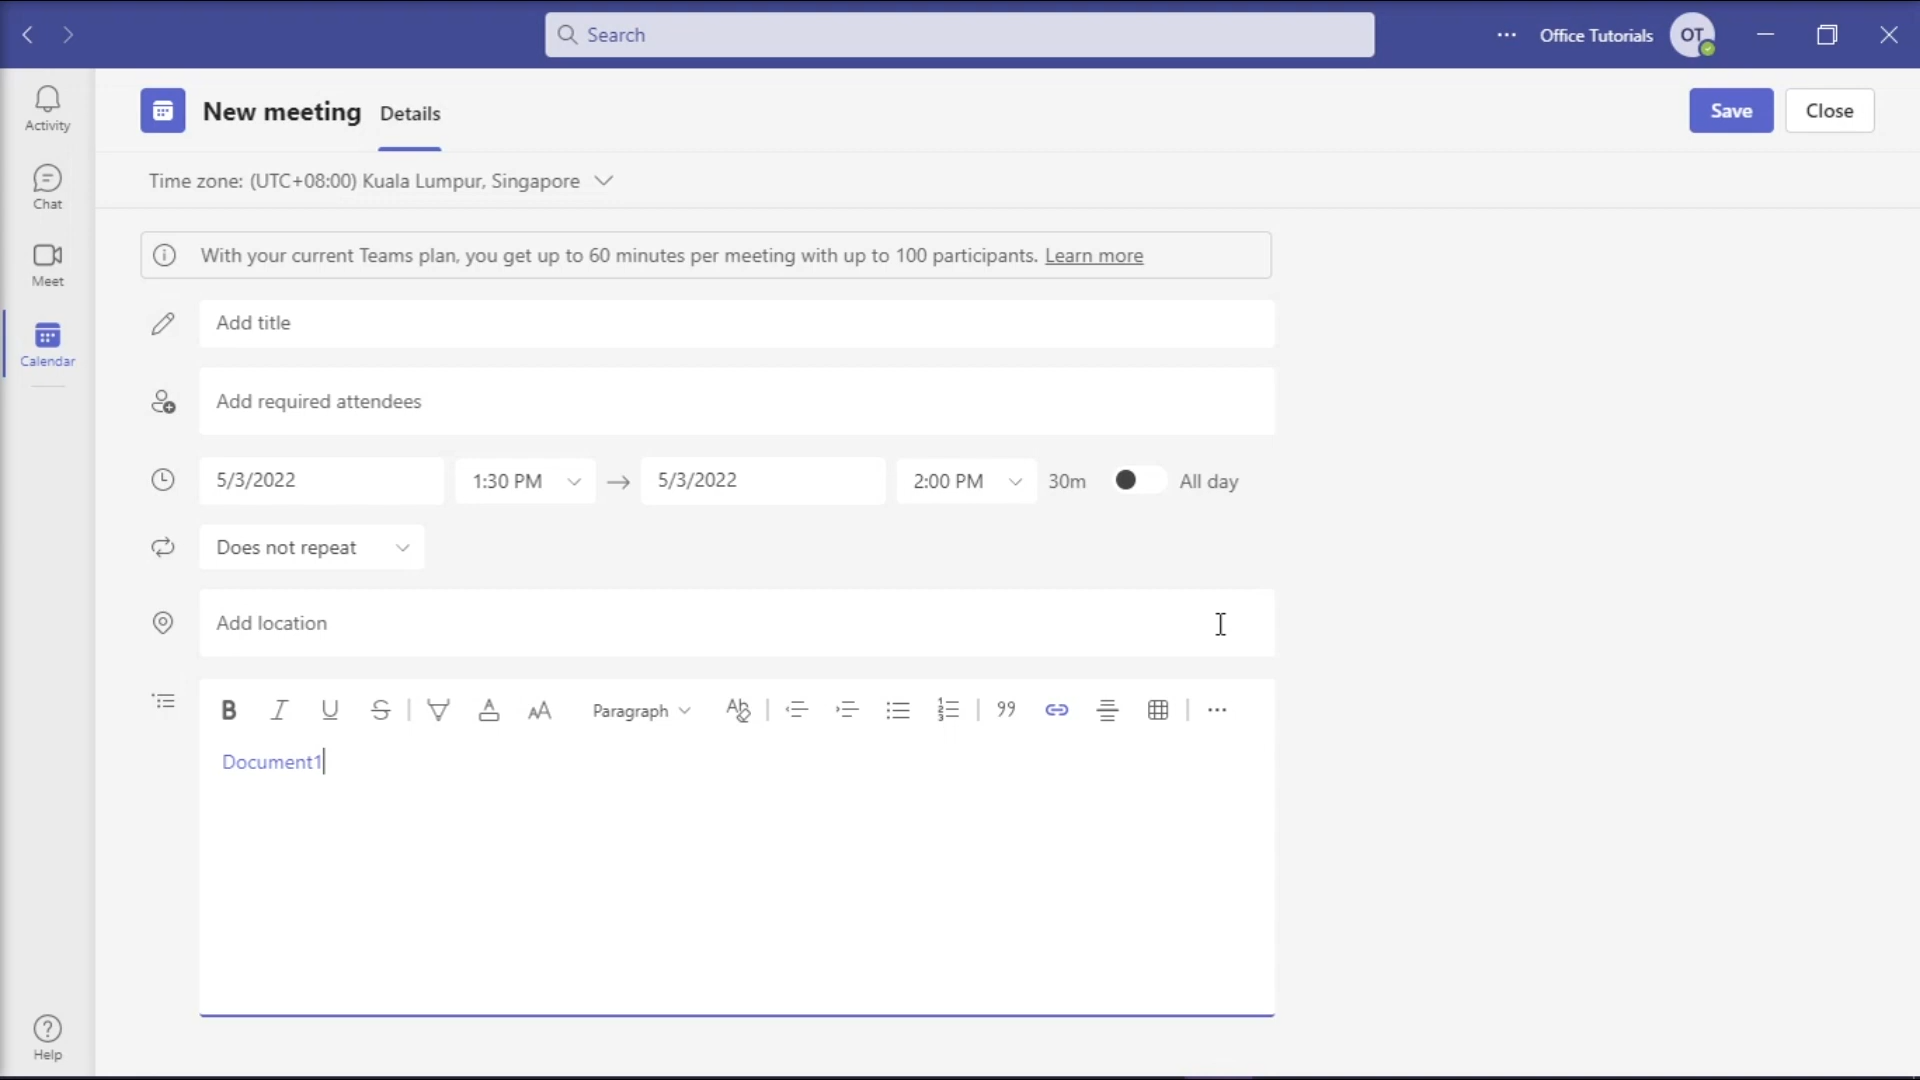 Search
Office Tutorials
OT
Activity
Chat
Meet
Calendar
Help
New meeting
Details
Save
Close
Time zone: (UTC+08:00) Kuala Lumpur, Singapore
With your current Teams plan, you get up to 60 minutes per meeting with up to 100 participants. Learn more
Add title
Add required attendees
5/3/2022 1:30 PM → 5/3/2022 2:00 PM 30m All day
Does not repeat
Add location
Paragraph
Document1